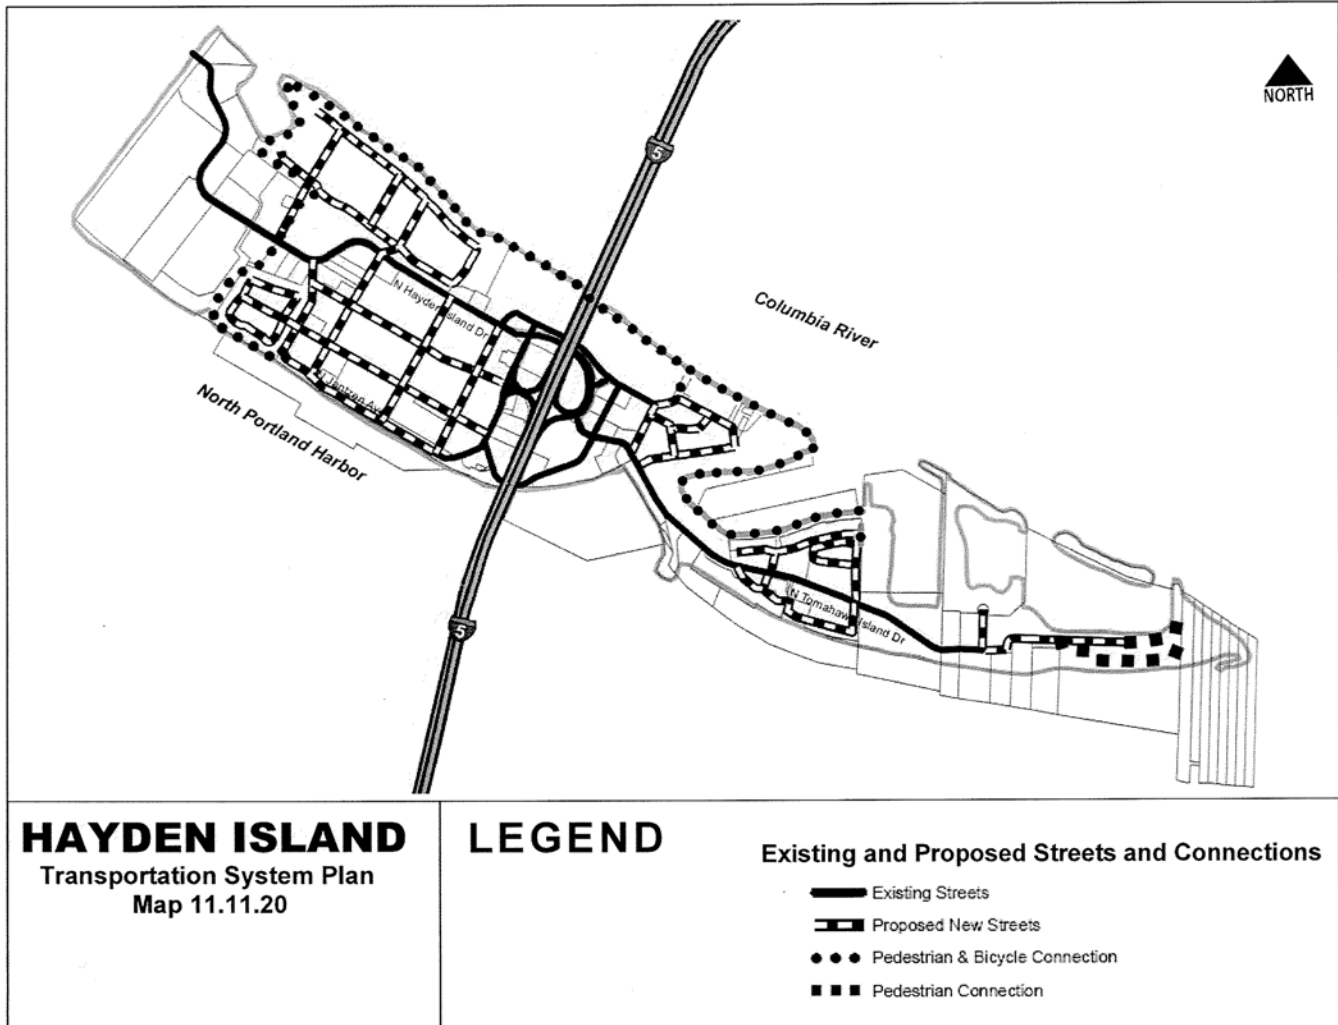 NORTH
5
Columbia River
N Hayden Island Dr
N Jantzen Av
North Portland Harbor
N Tomahawk Island Dr
5
HAYDEN ISLAND
Transportation System Plan
Map 11.11.20
LEGEND
Existing and Proposed Streets and Connections
Existing Streets
Proposed New Streets
Pedestrian & Bicycle Connection
Pedestrian Connection